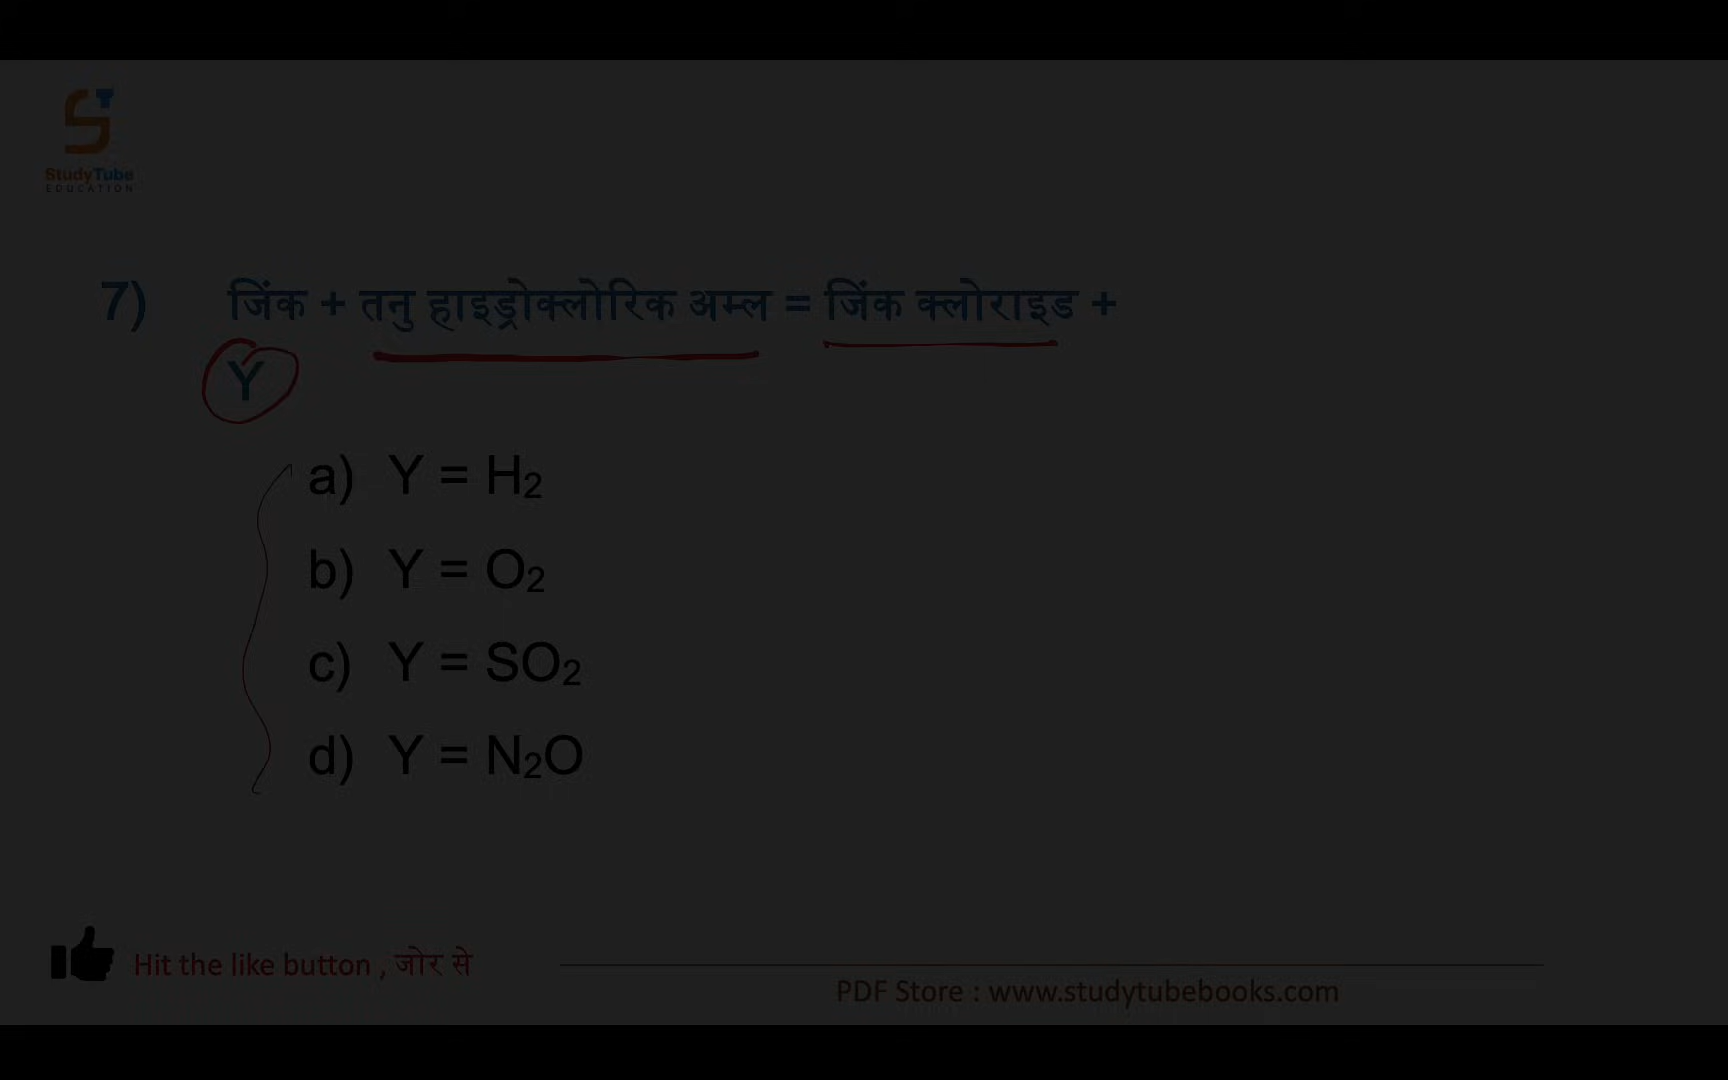 StudyTube
EDUCATION
7) जिंक + तनु हाइड्रोक्लोरिक अम्ल = जिंक क्लोराइड +
Y
a) Y = H₂
b) Y = O₂
c) Y = SO₂
d) Y = N₂O
Hit the like button , जोर से
PDF Store : www.studytubebooks.com